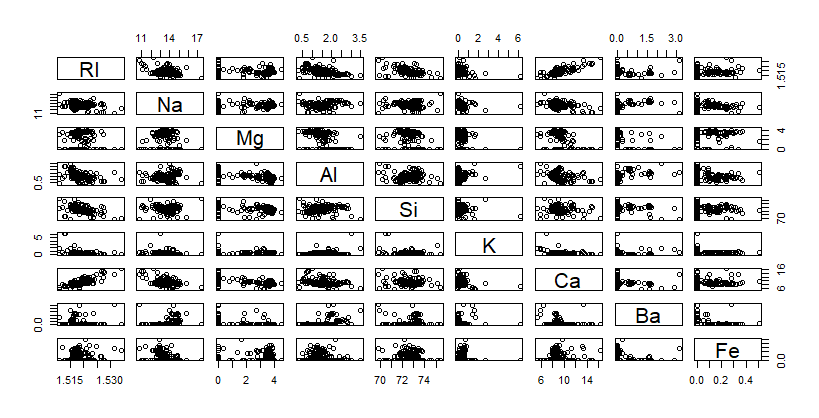 11 14 17
0.5 1.5 2.5 3.5
0 2 4 6
0.0 1.5 3.0
RI
1.515
11
Na
Mg
0 4
0.5
Al
Si
70
0 5
K
Ca
6 16
0.0
Ba
Fe
0.0
1.515 1.530
0 2 4
70 72 74
6 10 14
0.0 0.2 0.4